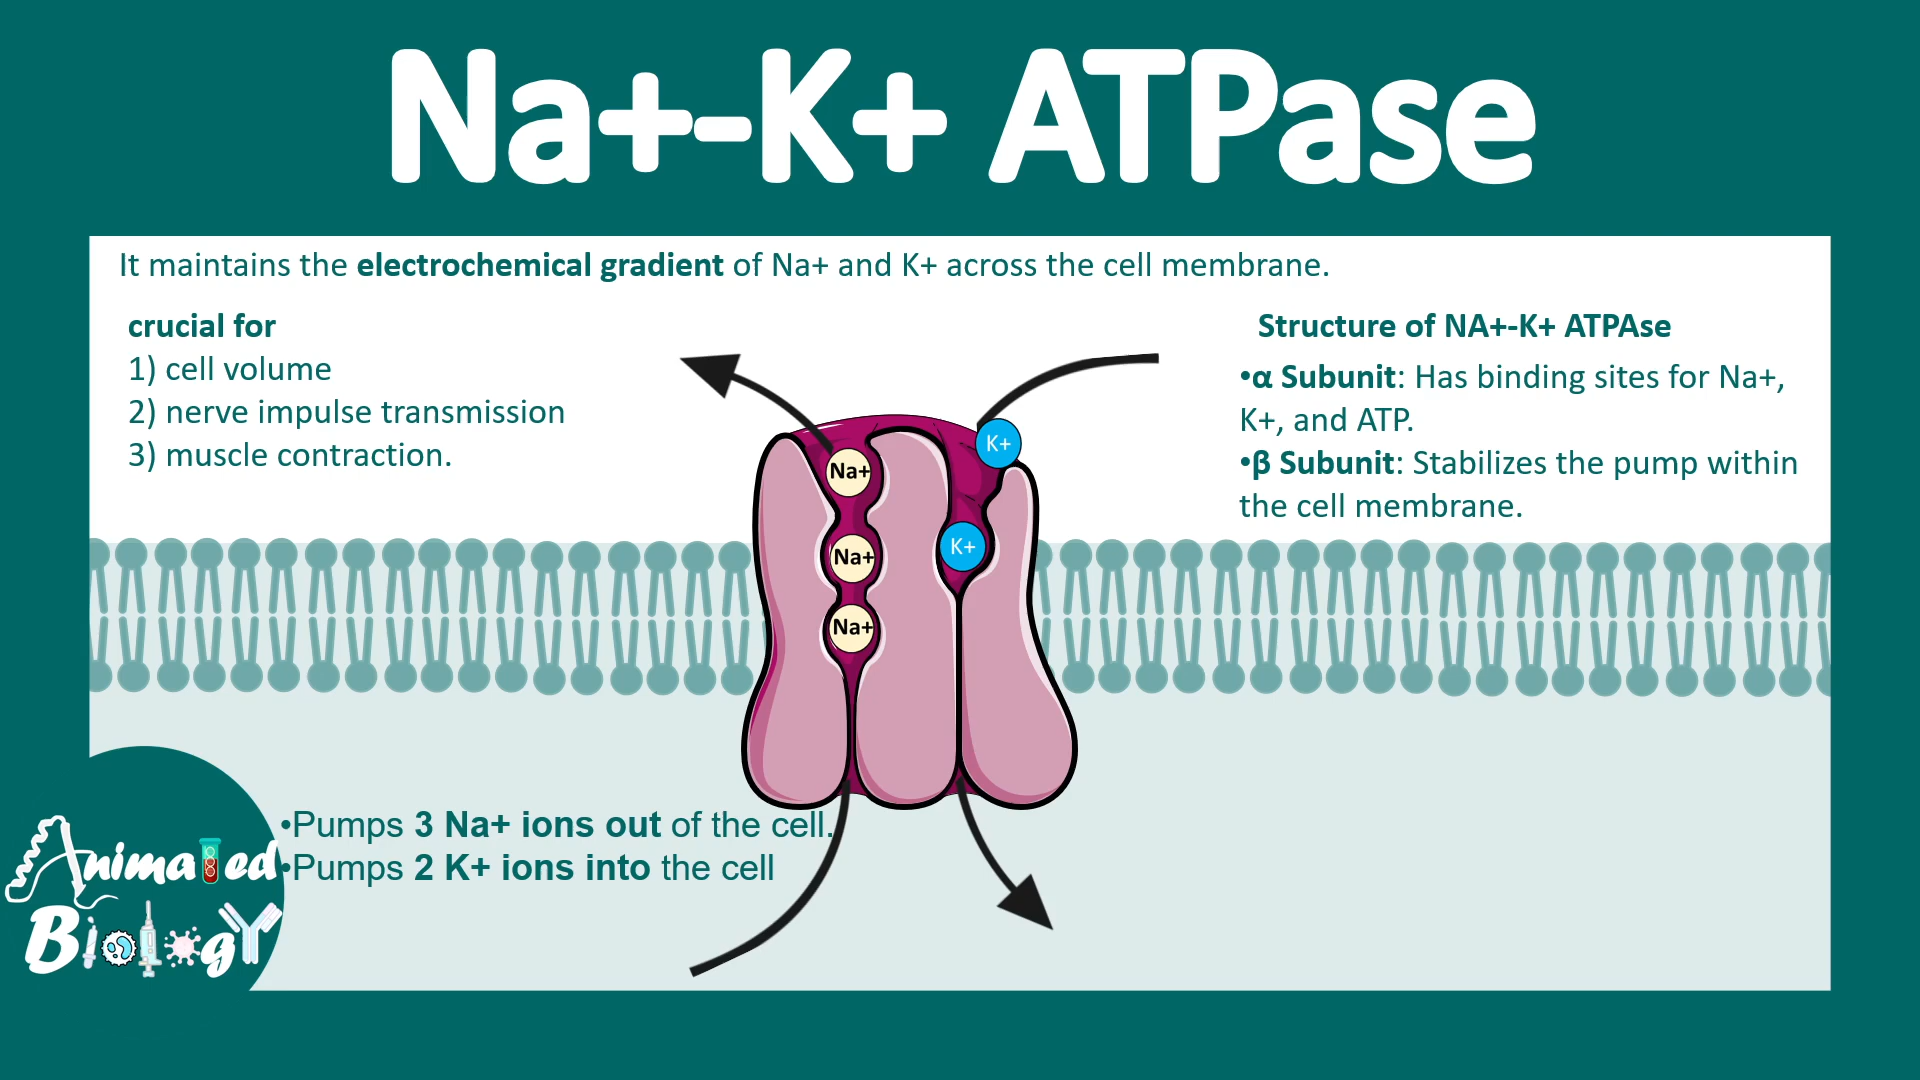 Na+-K+ ATPase
It maintains the electrochemical gradient of Na+ and K+ across the cell membrane.
crucial for
1) cell volume
2) nerve impulse transmission
3) muscle contraction.
Structure of NA+-K+ ATPAse
•α Subunit: Has binding sites for Na+,
K+, and ATP.
•β Subunit: Stabilizes the pump within
the cell membrane.
K+
Na+
K+
Na+
Na+
•Pumps 3 Na+ ions out of the cell.
•Pumps 2 K+ ions into the cell
Animated
Biology